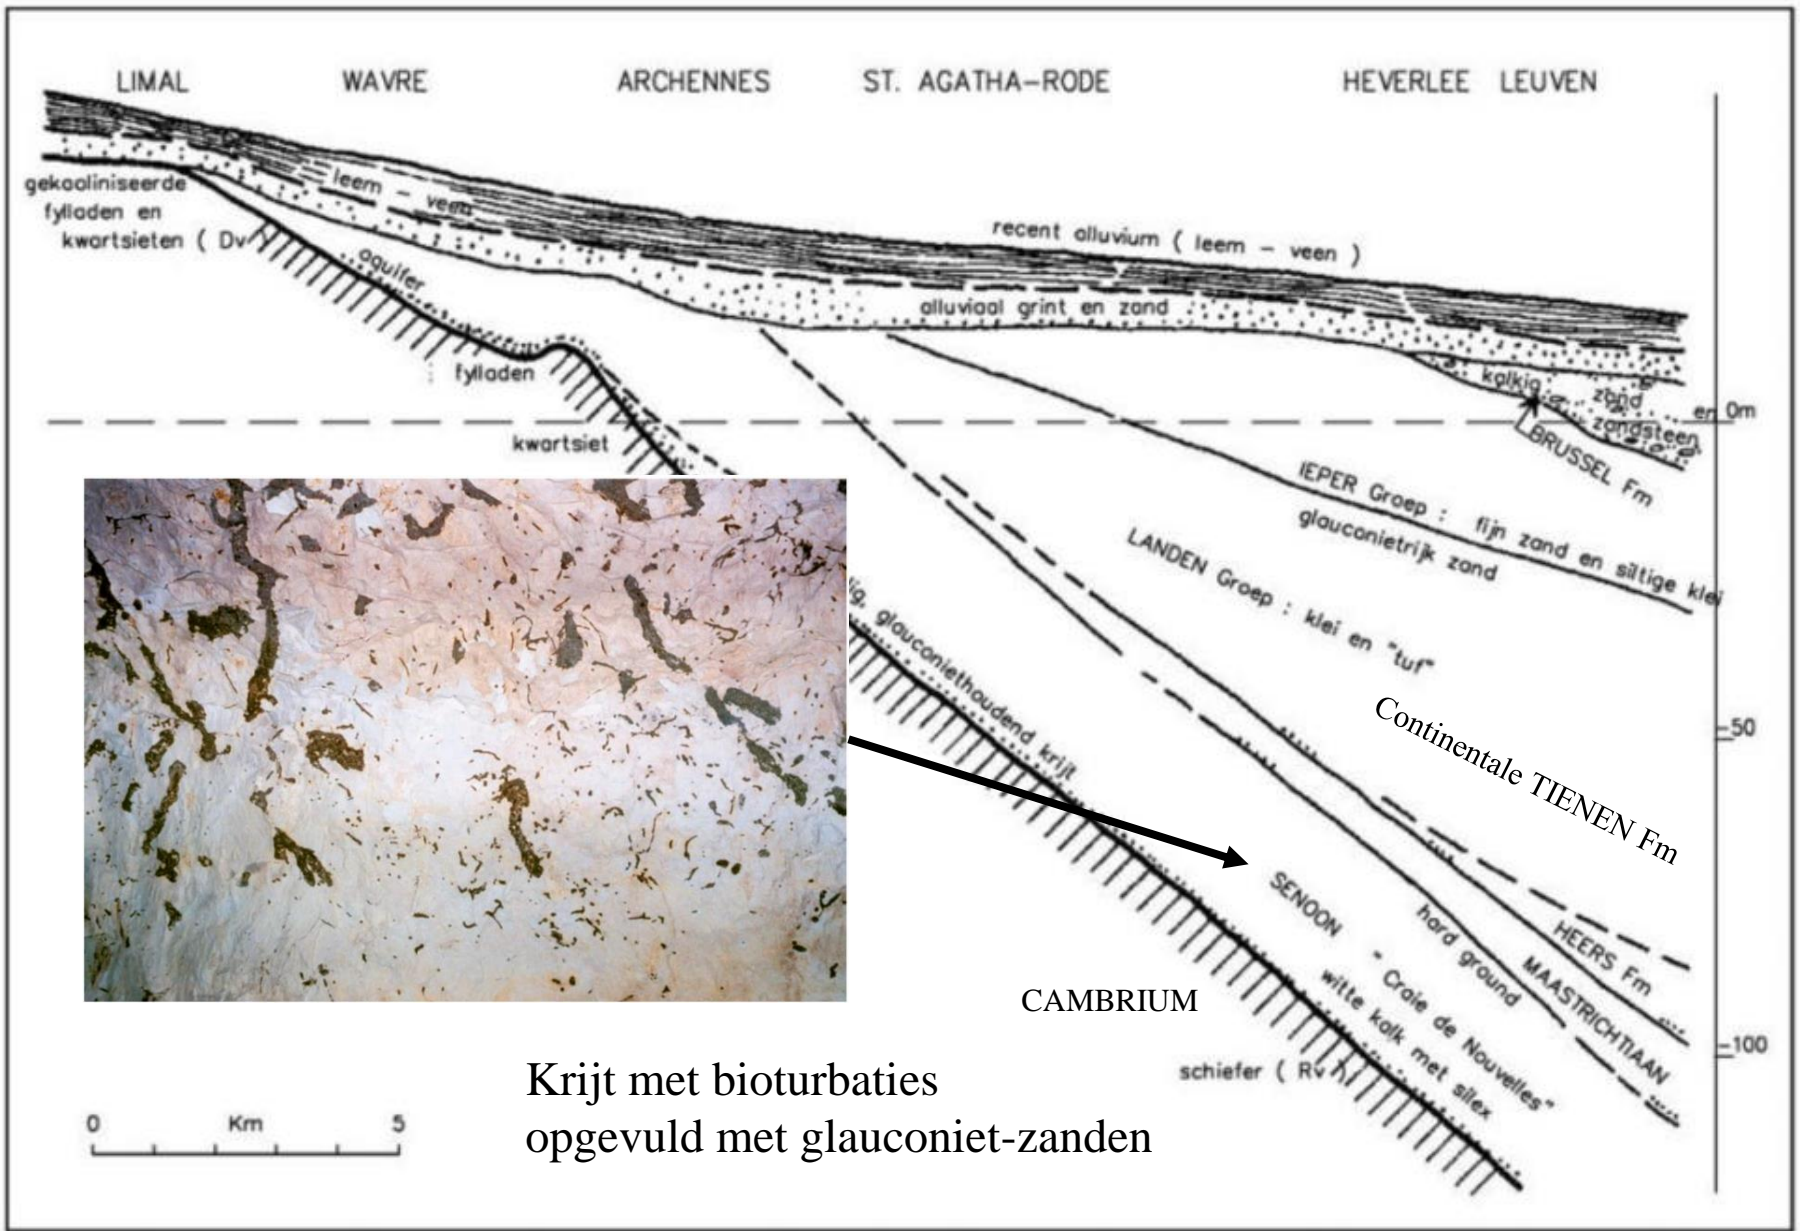 LIMAL WAVRE ARCHENNES ST. AGATHA-RODE HEVERLEE LEUVEN
gekaoliniseerde
fylladen en
kwartsieten ( Dv )
leem - veen
recent alluvium ( leem - veen )
aquifer
alluviaal grint en zand
fylladen
kalkig
zand
en
zandsteen
0m
BRUSSEL Fm
kwartsiet
IEPER Groep : fijn zand en siltige klei
glauconietrijk zand
LANDEN Groep : klei en "tuf"
glauconiethoudend krijt
Continentale TIENEN Fm
-50
SENOON
"Craie de Nouvelles"
witte kalk met silex
hard ground
HEERS Fm
MAASTRICHTIAAN
CAMBRIUM
-100
schiefer ( Rv )
Krijt met bioturbaties
opgevuld met glauconiet-zanden
0 Km 5